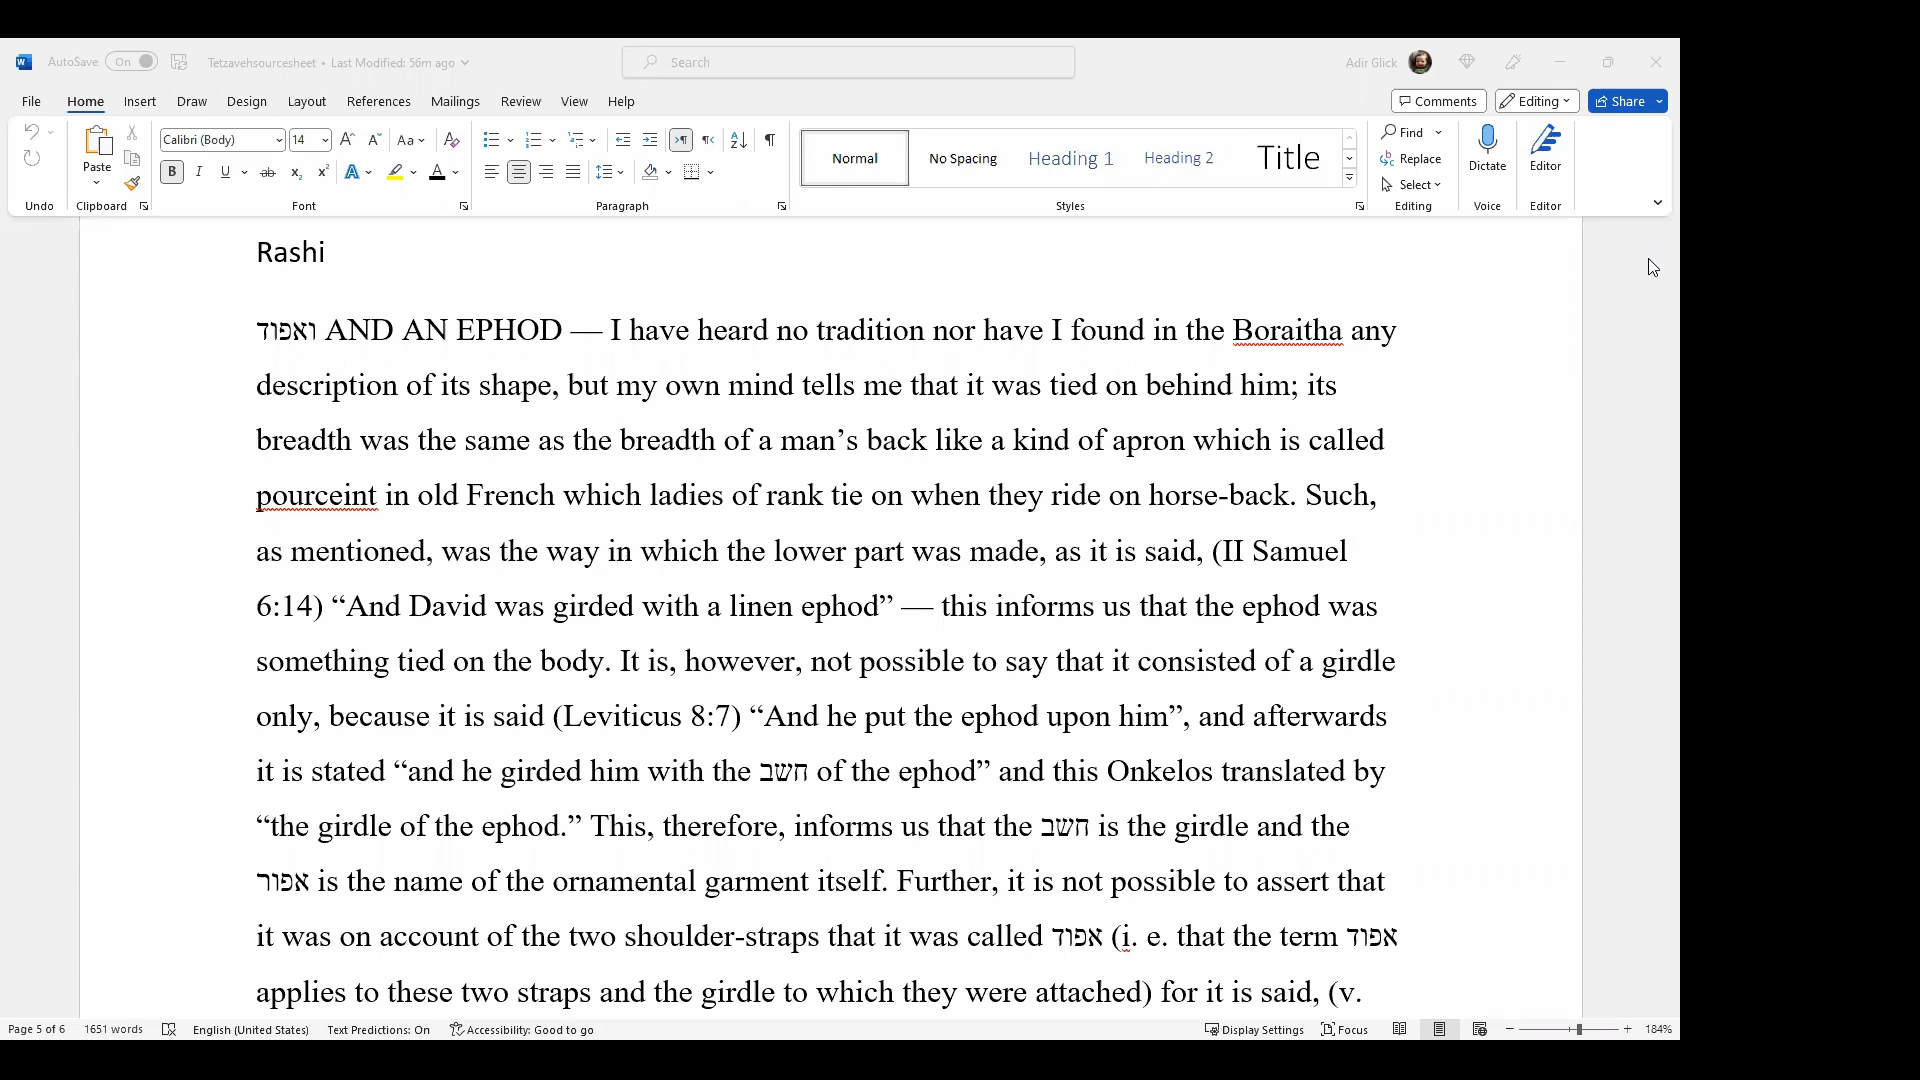 AutoSave On Tetzavehsourcesheet • Last Modified: 56m ago Search Adir Glick
File Home Insert Draw Design Layout References Mailings Review View Help Comments Editing Share
Calibri (Body) 14 Aa Find
Paste Normal No Spacing Heading 1 Heading 2 Title Replace Dictate Editor
B I U ab x₂ x² A A Select
Undo Clipboard Font Paragraph Styles Editing Voice Editor
Rashi
ואפוד AND AN EPHOD — I have heard no tradition nor have I found in the Boraitha any
description of its shape, but my own mind tells me that it was tied on behind him; its
breadth was the same as the breadth of a man’s back like a kind of apron which is called
pourceint in old French which ladies of rank tie on when they ride on horse-back. Such,
as mentioned, was the way in which the lower part was made, as it is said, (II Samuel
6:14) “And David was girded with a linen ephod” — this informs us that the ephod was
something tied on the body. It is, however, not possible to say that it consisted of a girdle
only, because it is said (Leviticus 8:7) “And he put the ephod upon him”, and afterwards
it is stated “and he girded him with the חשב of the ephod” and this Onkelos translated by
“the girdle of the ephod.” This, therefore, informs us that the חשב is the girdle and the
אפור is the name of the ornamental garment itself. Further, it is not possible to assert that
it was on account of the two shoulder-straps that it was called אפוד (i. e. that the term אפוד
applies to these two straps and the girdle to which they were attached) for it is said, (v.
Page 5 of 6 1651 words English (United States) Text Predictions: On Accessibility: Good to go Display Settings Focus 184%